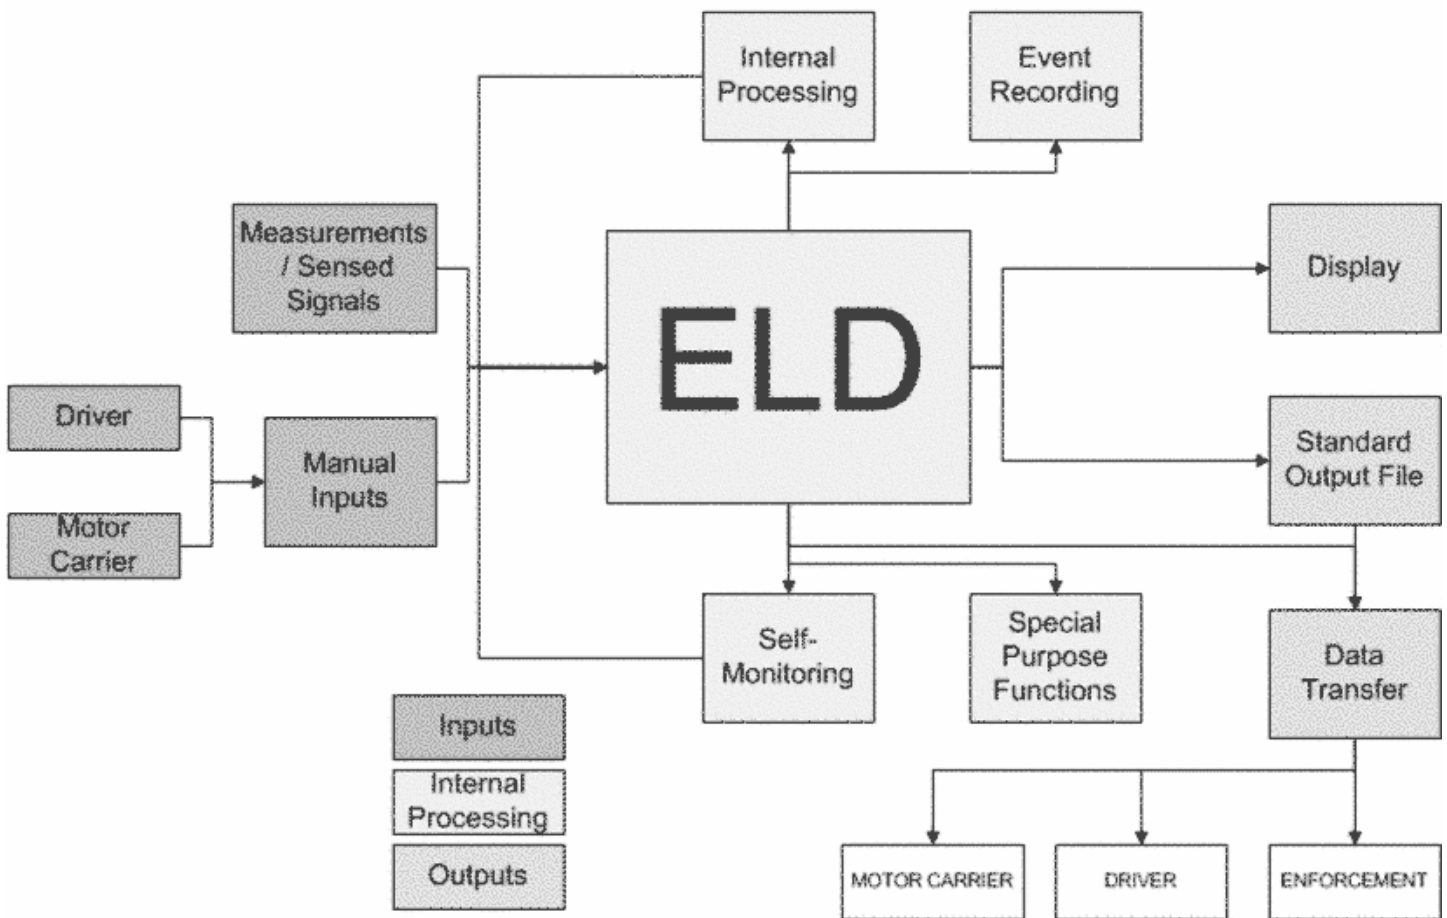 Internal
Processing
Event
Recording
Measurements
/ Sensed
Signals
ELD
Display
Driver
Manual
Inputs
Motor
Carrier
Standard
Output File
Self-
Monitoring
Special
Purpose
Functions
Data
Transfer
Inputs
Internal
Processing
Outputs
MOTOR CARRIER
DRIVER
ENFORCEMENT